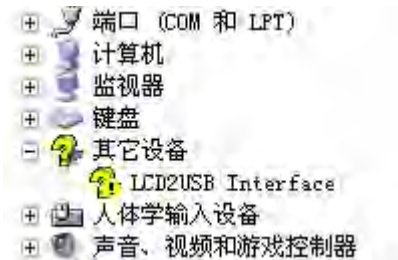 端口 (COM 和 LPT)
计算机
监视器
键盘
其它设备
LCD2USB Interface
人体学输入设备
声音、视频和游戏控制器